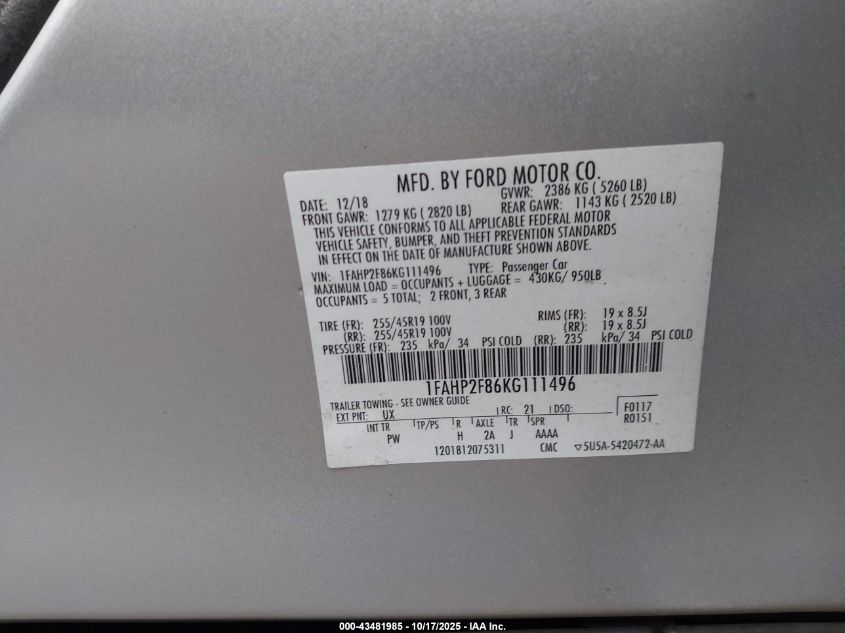 MFD. BY FORD MOTOR CO.
DATE: 12/18 GVWR: 2386 KG ( 5260 LB)
FRONT GAWR: 1279 KG ( 2820 LB) REAR GAWR: 1143 KG ( 2520 LB)
THIS VEHICLE CONFORMS TO ALL APPLICABLE FEDERAL MOTOR
VEHICLE SAFETY, BUMPER, AND THEFT PREVENTION STANDARDS
IN EFFECT ON THE DATE OF MANUFACTURE SHOWN ABOVE.
VIN: 1FAHP2F86KG111496 TYPE: Passenger Car
MAXIMUM LOAD = OCCUPANTS + LUGGAGE = 430KG/ 950LB
OCCUPANTS = 5 TOTAL; 2 FRONT, 3 REAR
TIRE (FR): 255/45R19 100V RIMS (FR): 19 x 8.5J
(RR): 255/45R19 100V (RR): 19 x 8.5J
PRESSURE (FR): 235 kPa/ 34 PSI COLD (RR): 235 kPa/ 34 PSI COLD
1FAHP2F86KG111496
TRAILER TOWING - SEE OWNER GUIDE
EXT PNT: UX RC: 21 DSO: F0117
INT TR TP/PS R AXLE TR SPR R0151
PW H 2A J AAAA
1201812075311 CMC 5U5A-5420472-AA
000-43481985 - 10/17/2025 - IAA Inc.